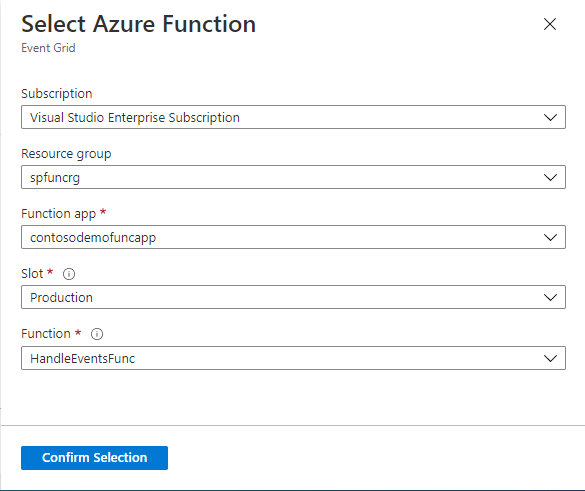 Select Azure Function
Event Grid
Subscription
Visual Studio Enterprise Subscription
Resource group
spfuncrg
Function app *
contosodemofuncapp
Slot *
Production
Function *
HandleEventsFunc
Confirm Selection